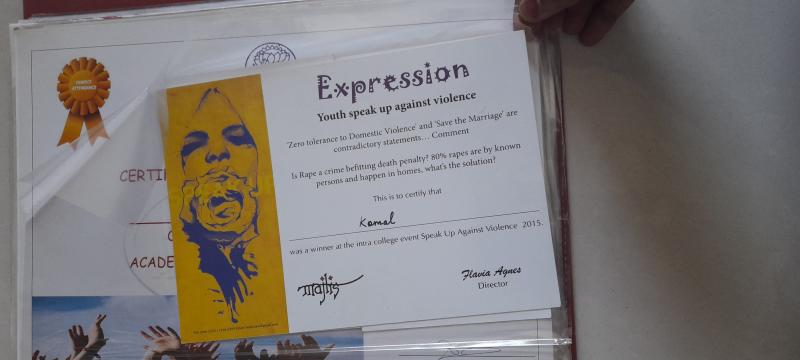 PERFECT
ATTENDANCE
CERTI
ACADE
Expression
Youth speak up against violence
'Zero tolerance to Domestic Violence' and 'Save the Marriage' are
contradictory statements... Comment
Is Rape a crime befitting death penalty? 80% rapes are by known
persons and happen in homes, what's the solution?
This is to certify that
Komal
was a winner at the intra college event Speak Up Against Violence 2015.
majlis
Flavia Agnes
Director